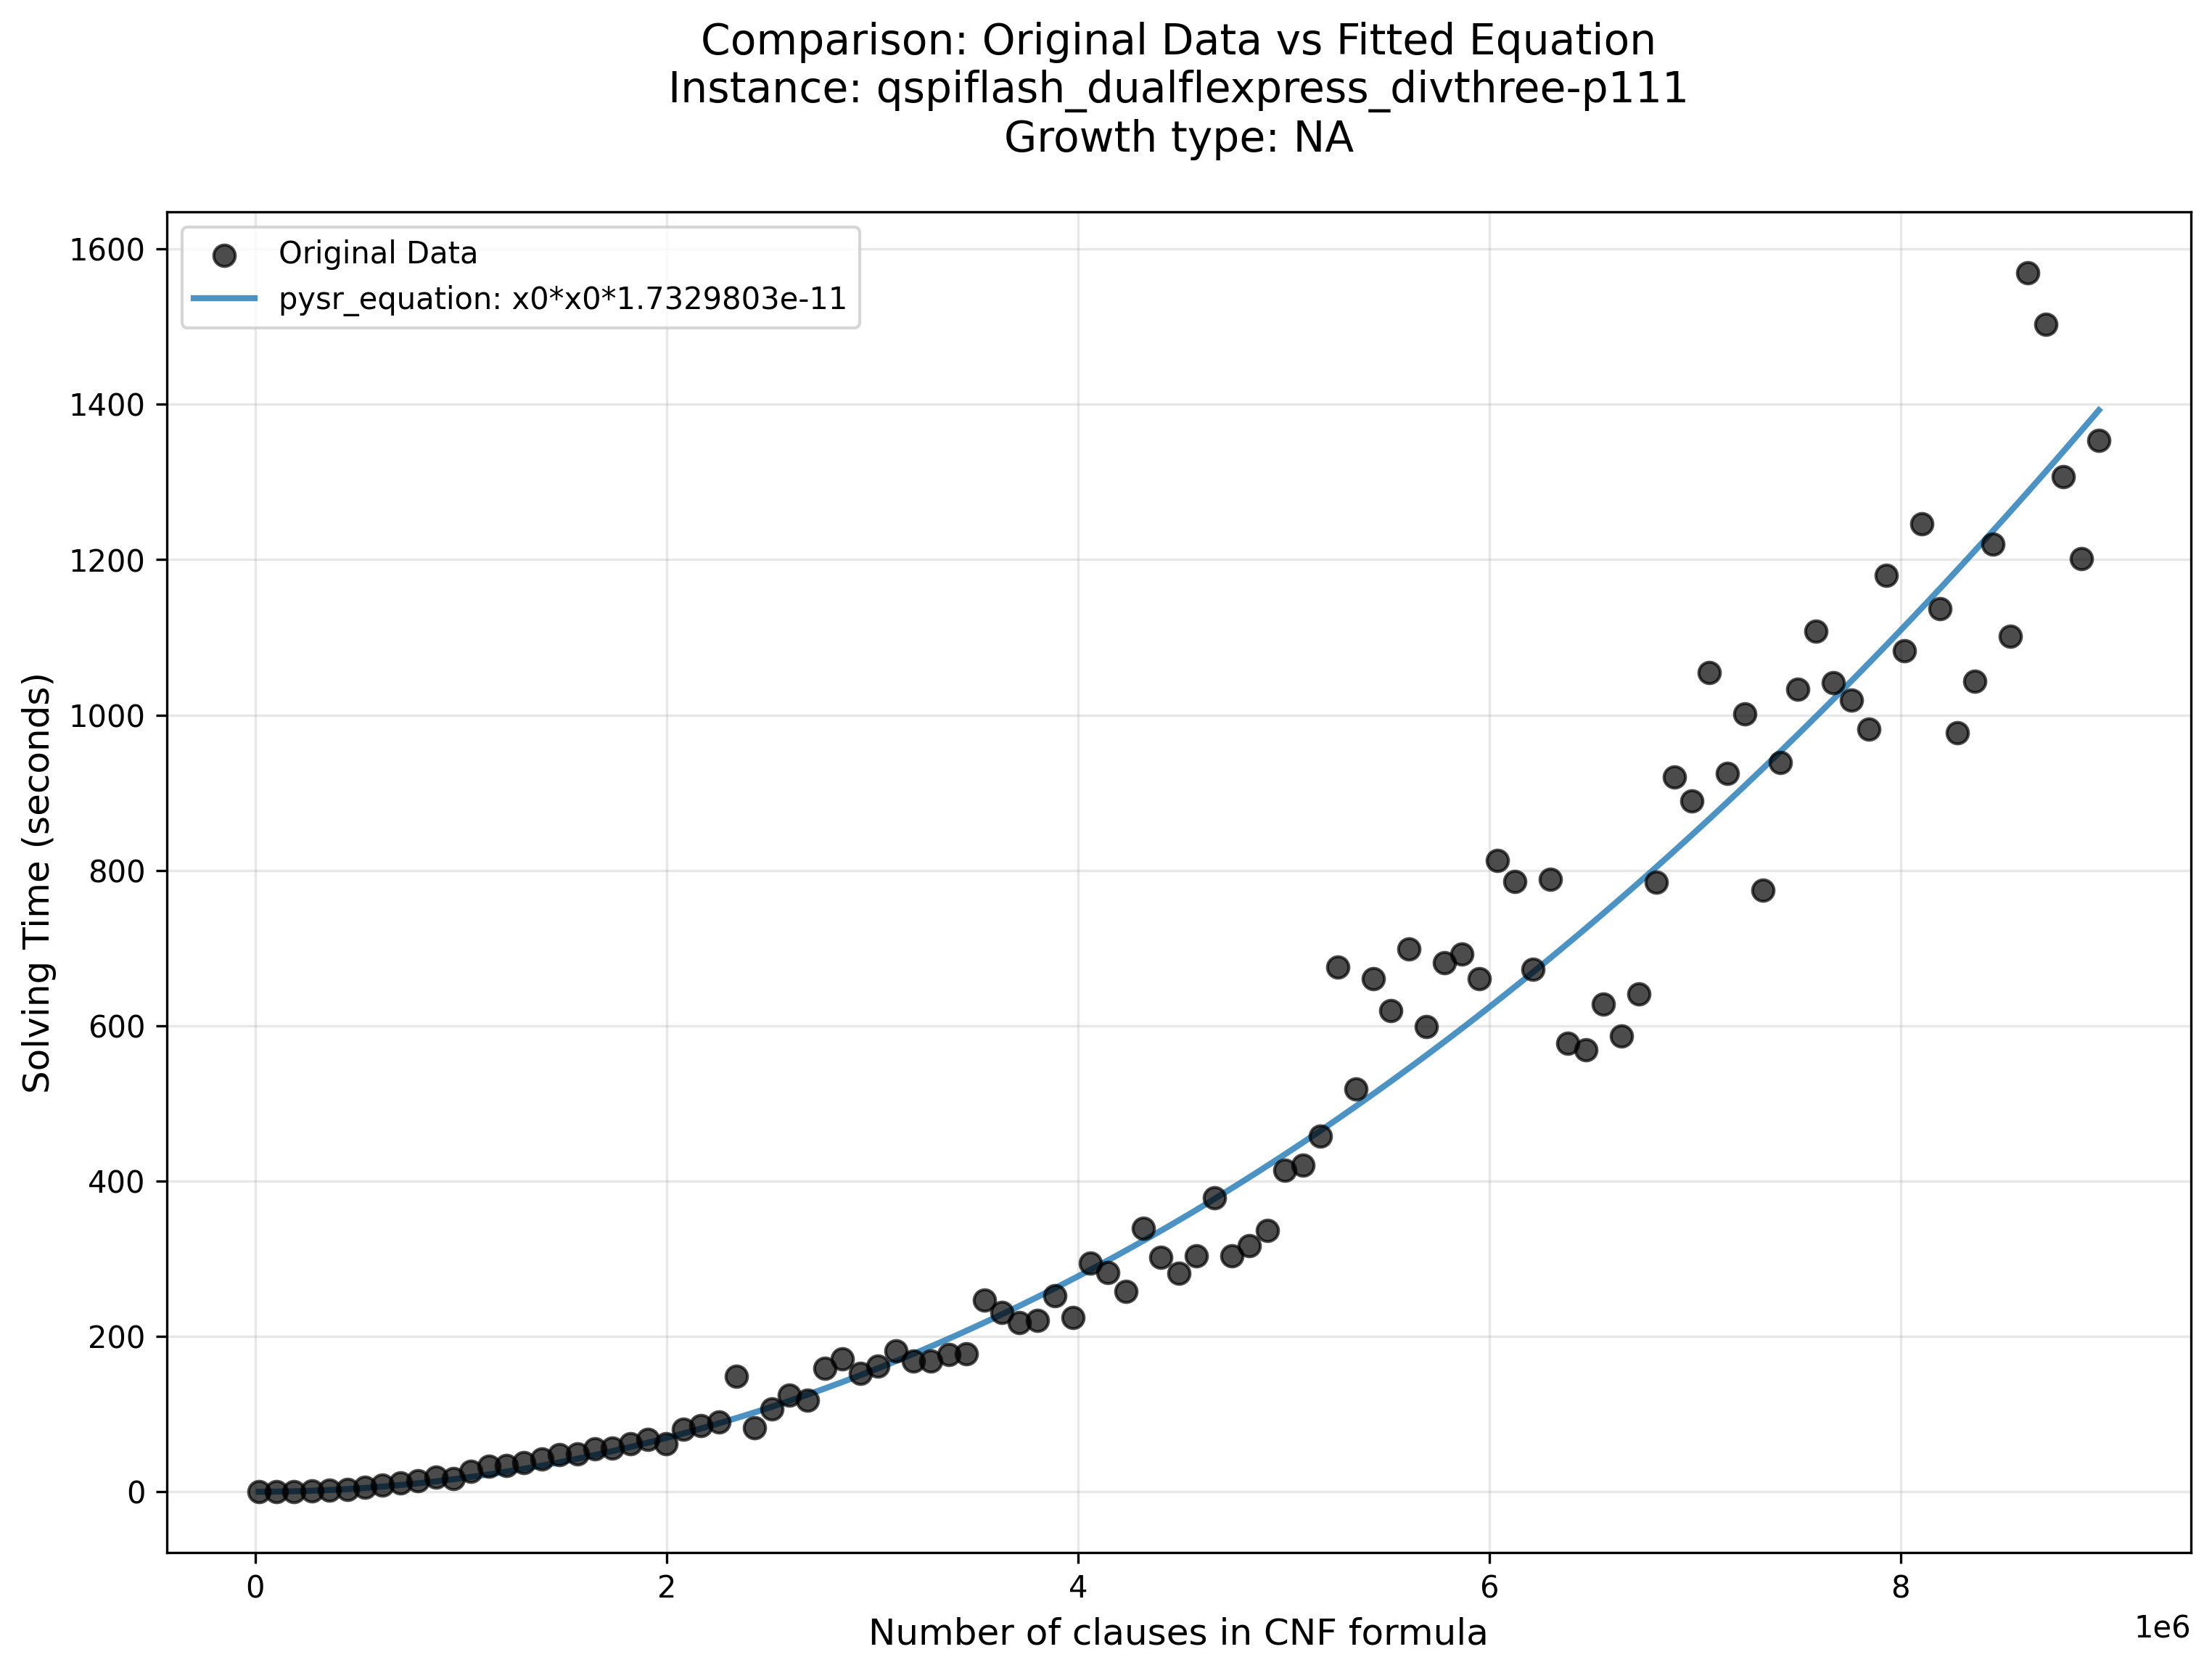 Comparison: Original Data vs Fitted Equation
Instance: qspiflash_dualflexpress_divthree-p111
Growth type: NA
Original Data
pysr_equation: x0*x0*1.7329803e-11
1600
1400
1200
1000
800
600
400
200
0
Solving Time (seconds)
0 2 4 6 8
1e6
Number of clauses in CNF formula